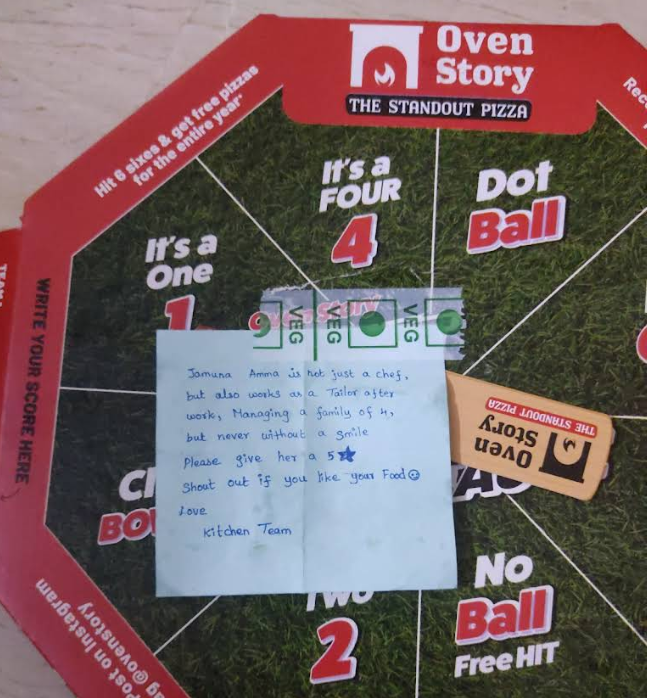 Oven
Story
THE STANDOUT PIZZA
Hit 6 sixes & get free pizzas
for the entire year*
It's a
FOUR
4
Dot
Ball
It's a
One
1
WRITE YOUR SCORE HERE
Oven Story
VEG
VEG
VEG
Jamuna Amma is not just a chef,
but also works as a Tailor after
work, Managing a family of 4,
but never without a smile
Please give her a 5★
Shout out if you like your Food☺
Love
Kitchen Team
Oven
Story
THE STANDOUT PIZZA
Two
2
No
Ball
Free HIT
Post on Instagram
@ovenstory